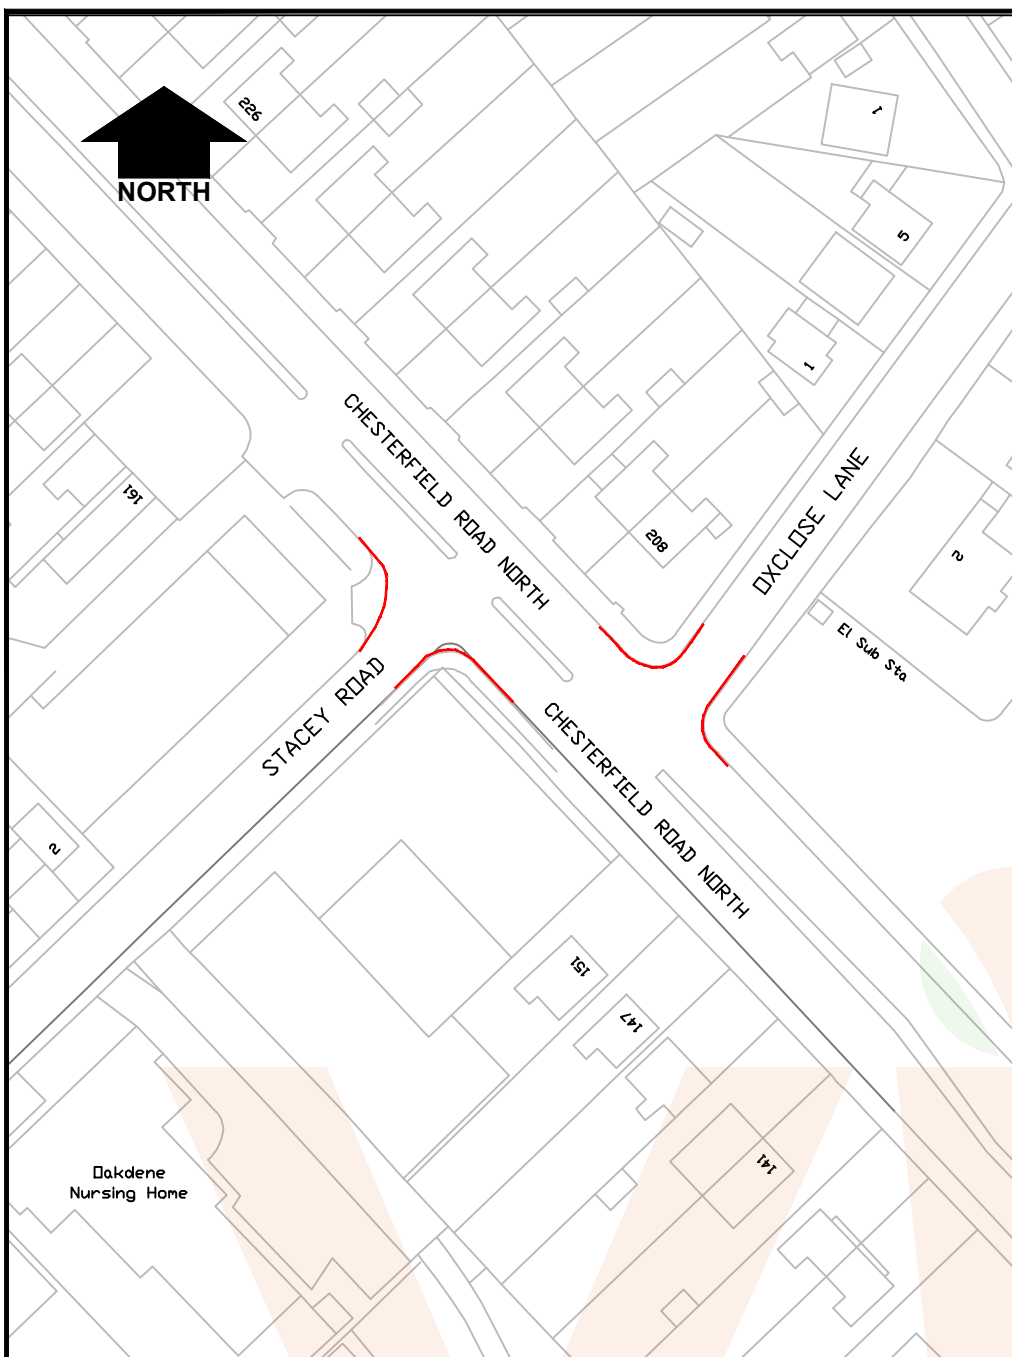 226
NORTH
1
5
CHESTERFIELD ROAD NORTH
1
161
208
OXCLOSE LANE
2
El Sub Sta
STACEY ROAD
CHESTERFIELD ROAD NORTH
2
151
147
141
Oakdene
Nursing Home